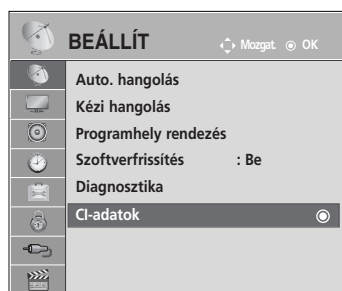 BEÁLLÍT Mozgat. OK
Auto. hangolás
Kézi hangolás
Programhely rendezés
Szoftverfrissítés : Be
Diagnosztika
CI-adatok